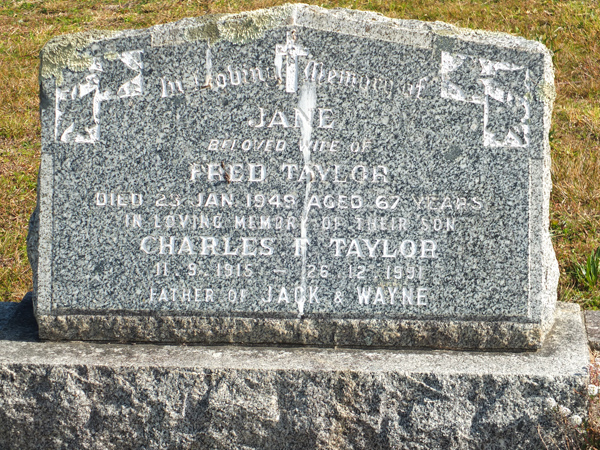 In Loving Memory of
JANE
BELOVED WIFE OF
FRED TAYLOR
DIED 23 JAN 1949 AGED 67 YEARS
IN LOVING MEMORY OF THEIR SON
CHARLES F TAYLOR
11. 9. 1915 - 26. 12. 1991
FATHER OF JACK & WAYNE